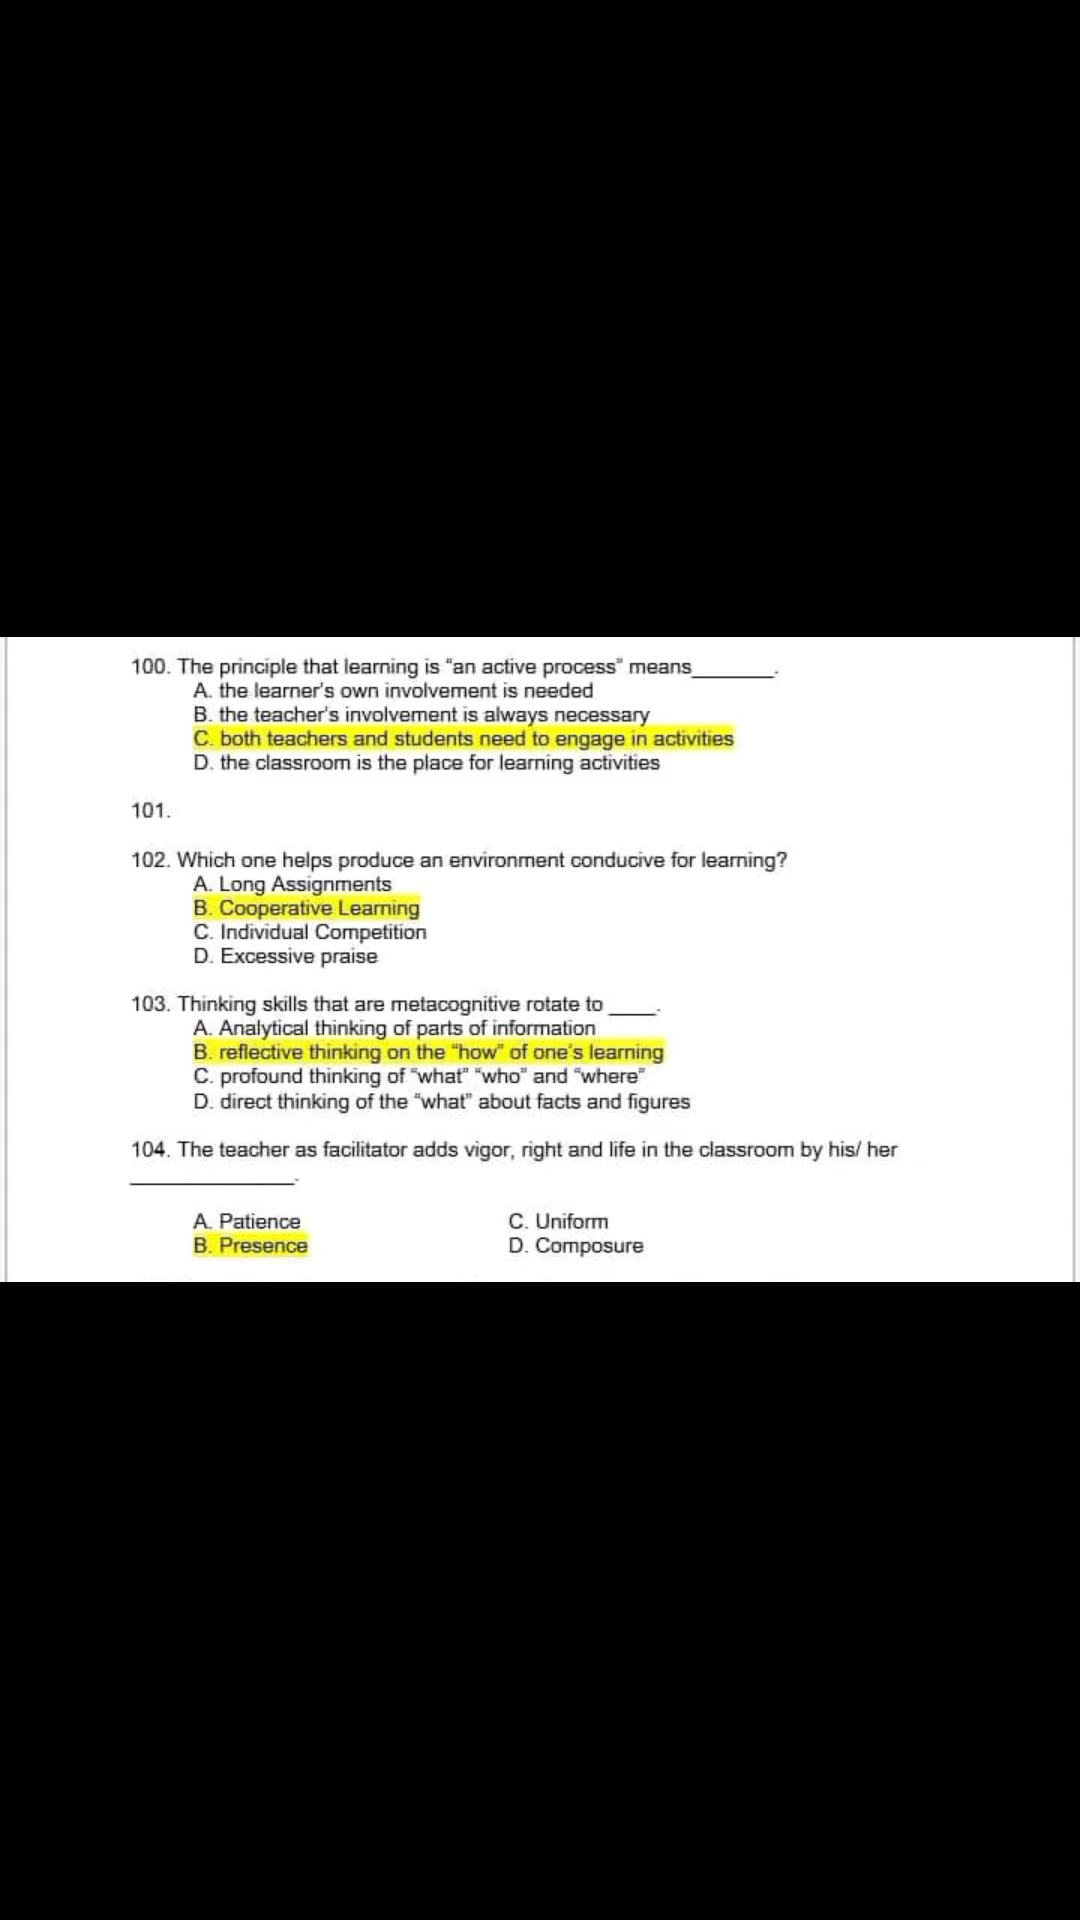 100. The principle that learning is “an active process” means________.
A. the learner's own involvement is needed
B. the teacher's involvement is always necessary
C. both teachers and students need to engage in activities
D. the classroom is the place for learning activities
101.
102. Which one helps produce an environment conducive for learning?
A. Long Assignments
B. Cooperative Learning
C. Individual Competition
D. Excessive praise
103. Thinking skills that are metacognitive rotate to ____.
A. Analytical thinking of parts of information
B. reflective thinking on the “how” of one's learning
C. profound thinking of “what” “who” and “where”
D. direct thinking of the “what” about facts and figures
104. The teacher as facilitator adds vigor, right and life in the classroom by his/ her
________________.
A. Patience C. Uniform
B. Presence D. Composure